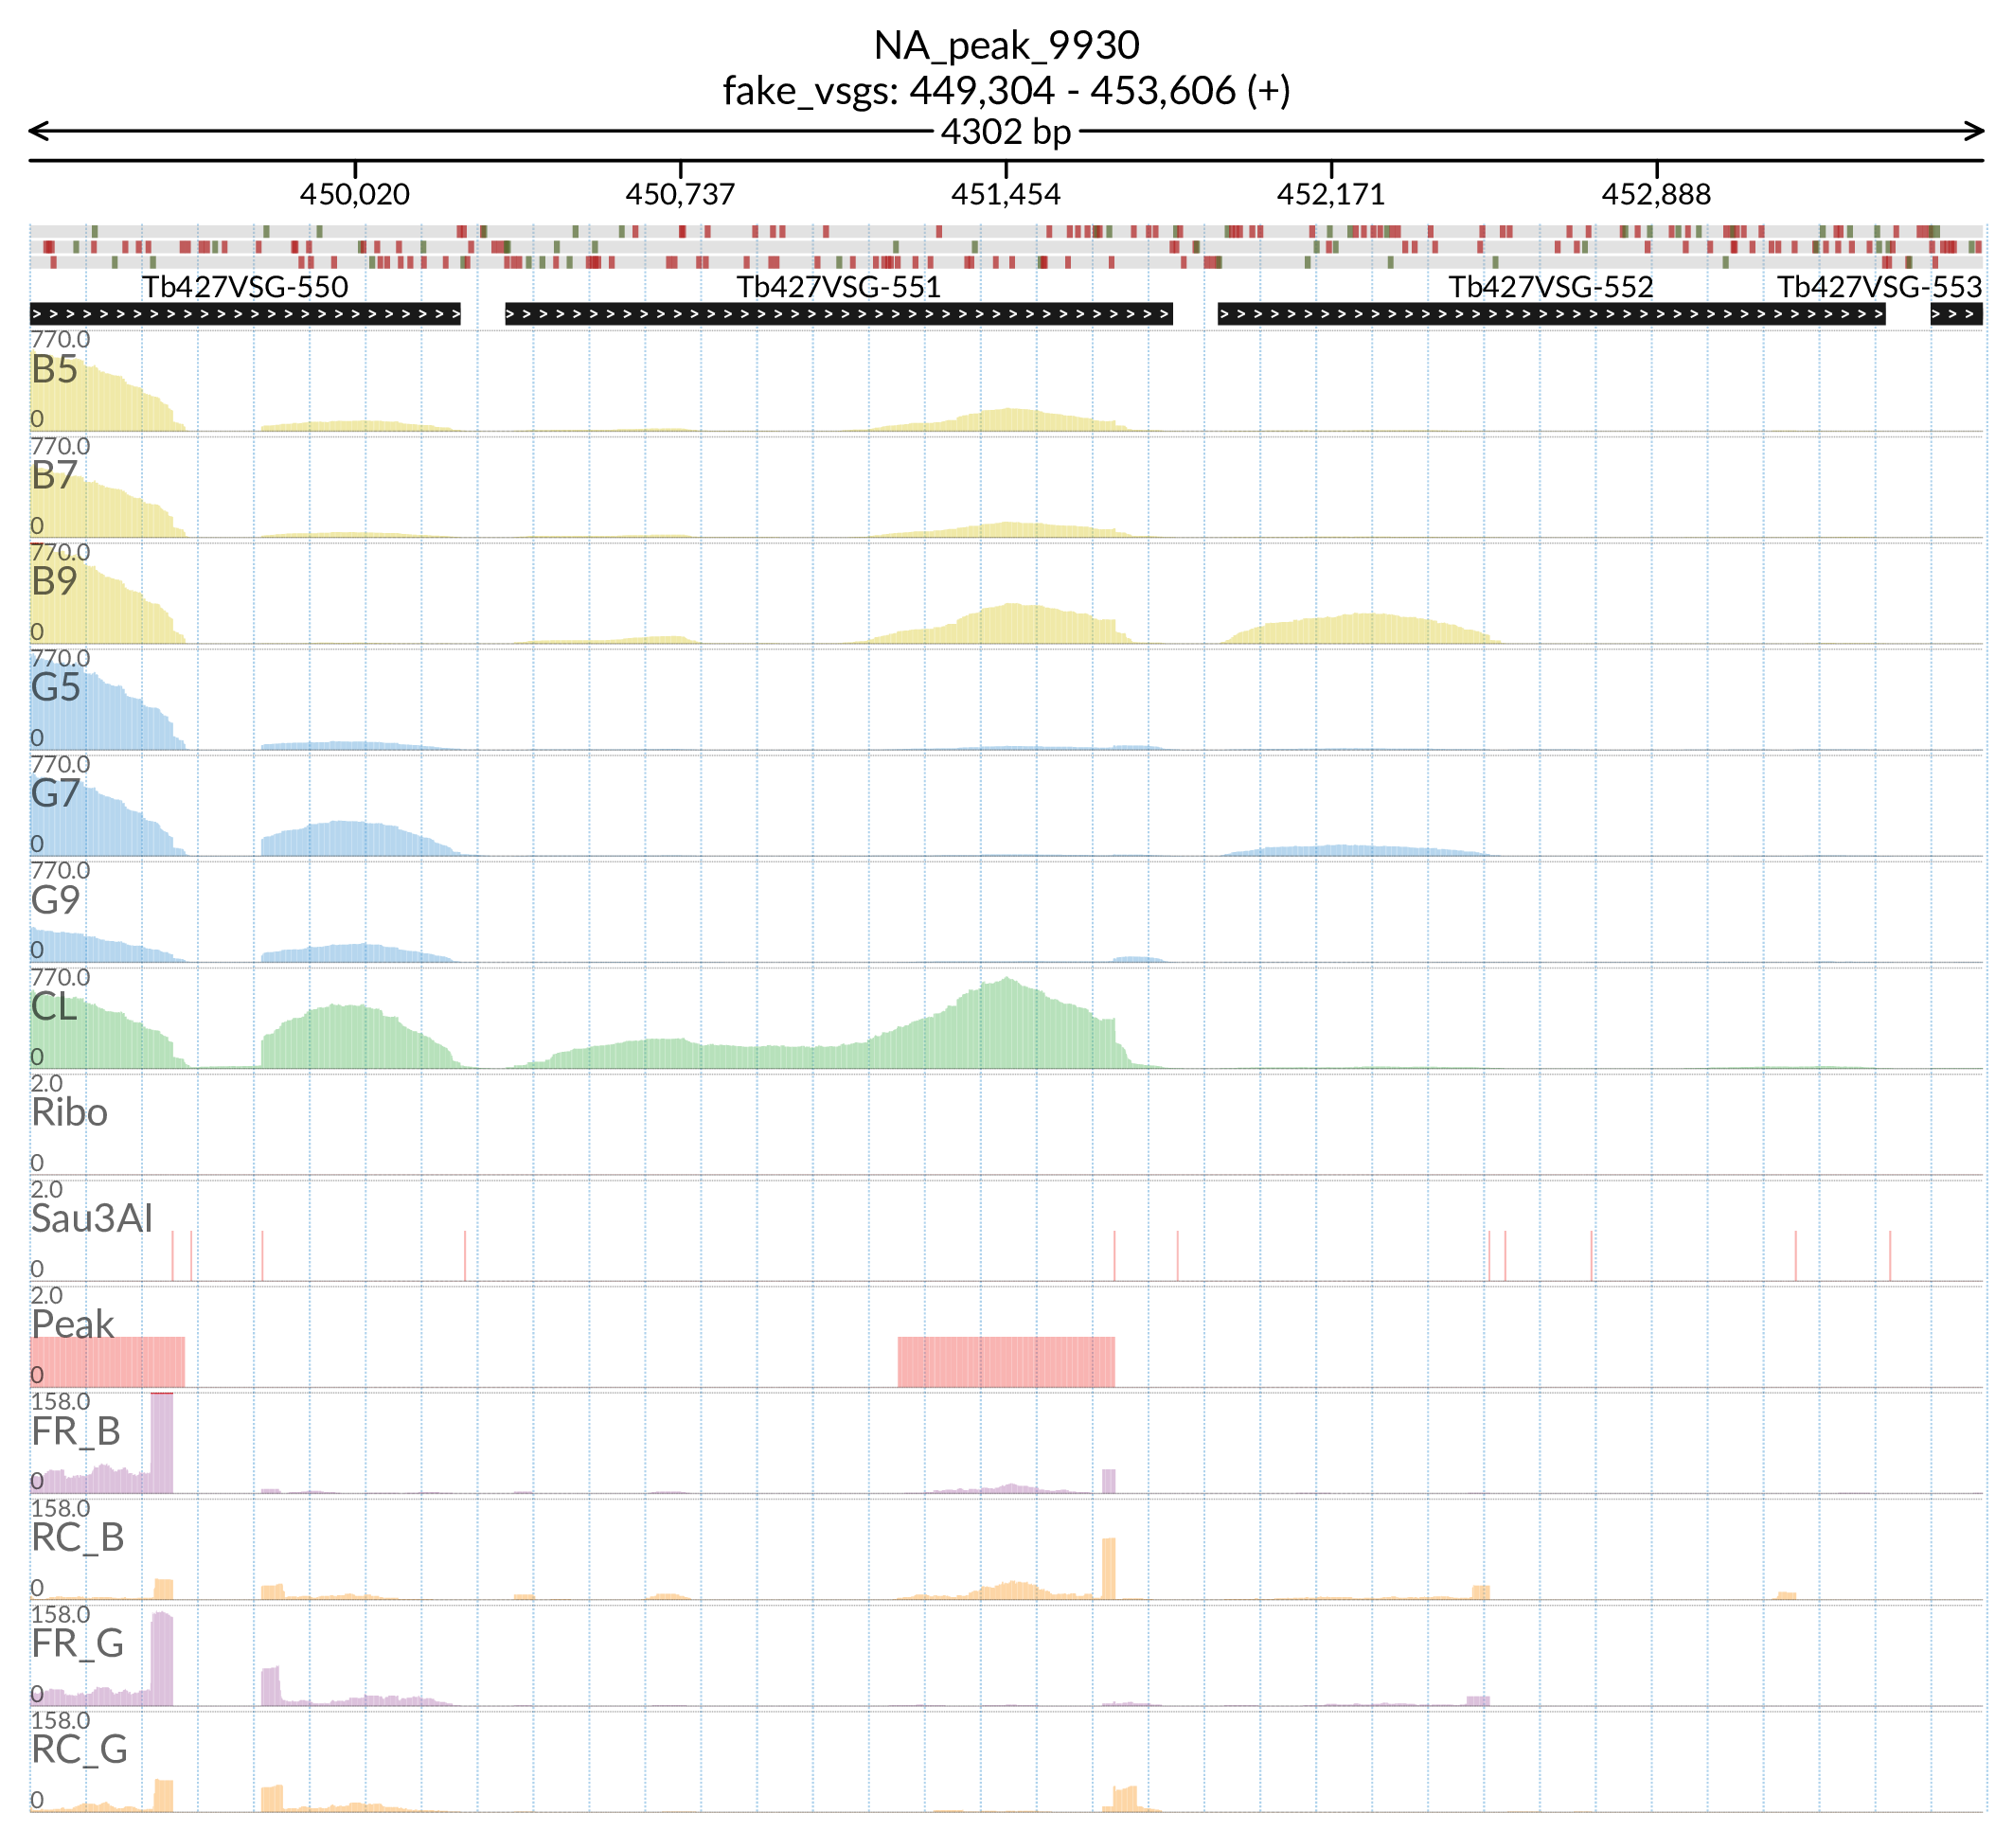 NA_peak_9930
fake_vsgs: 449,304 - 453,606 (+)
4302 bp
450,020 450,737 451,454 452,171 452,888
Tb427VSG-550 Tb427VSG-551 Tb427VSG-552 Tb427VSG-553
770.0
B5
0
770.0
B7
0
770.0
B9
0
770.0
G5
0
770.0
G7
0
770.0
G9
0
770.0
CL
0
2.0
Ribo
0
2.0
Sau3AI
0
2.0
Peak
0
158.0
FR_B
0
158.0
RC_B
0
158.0
FR_G
0
158.0
RC_G
0